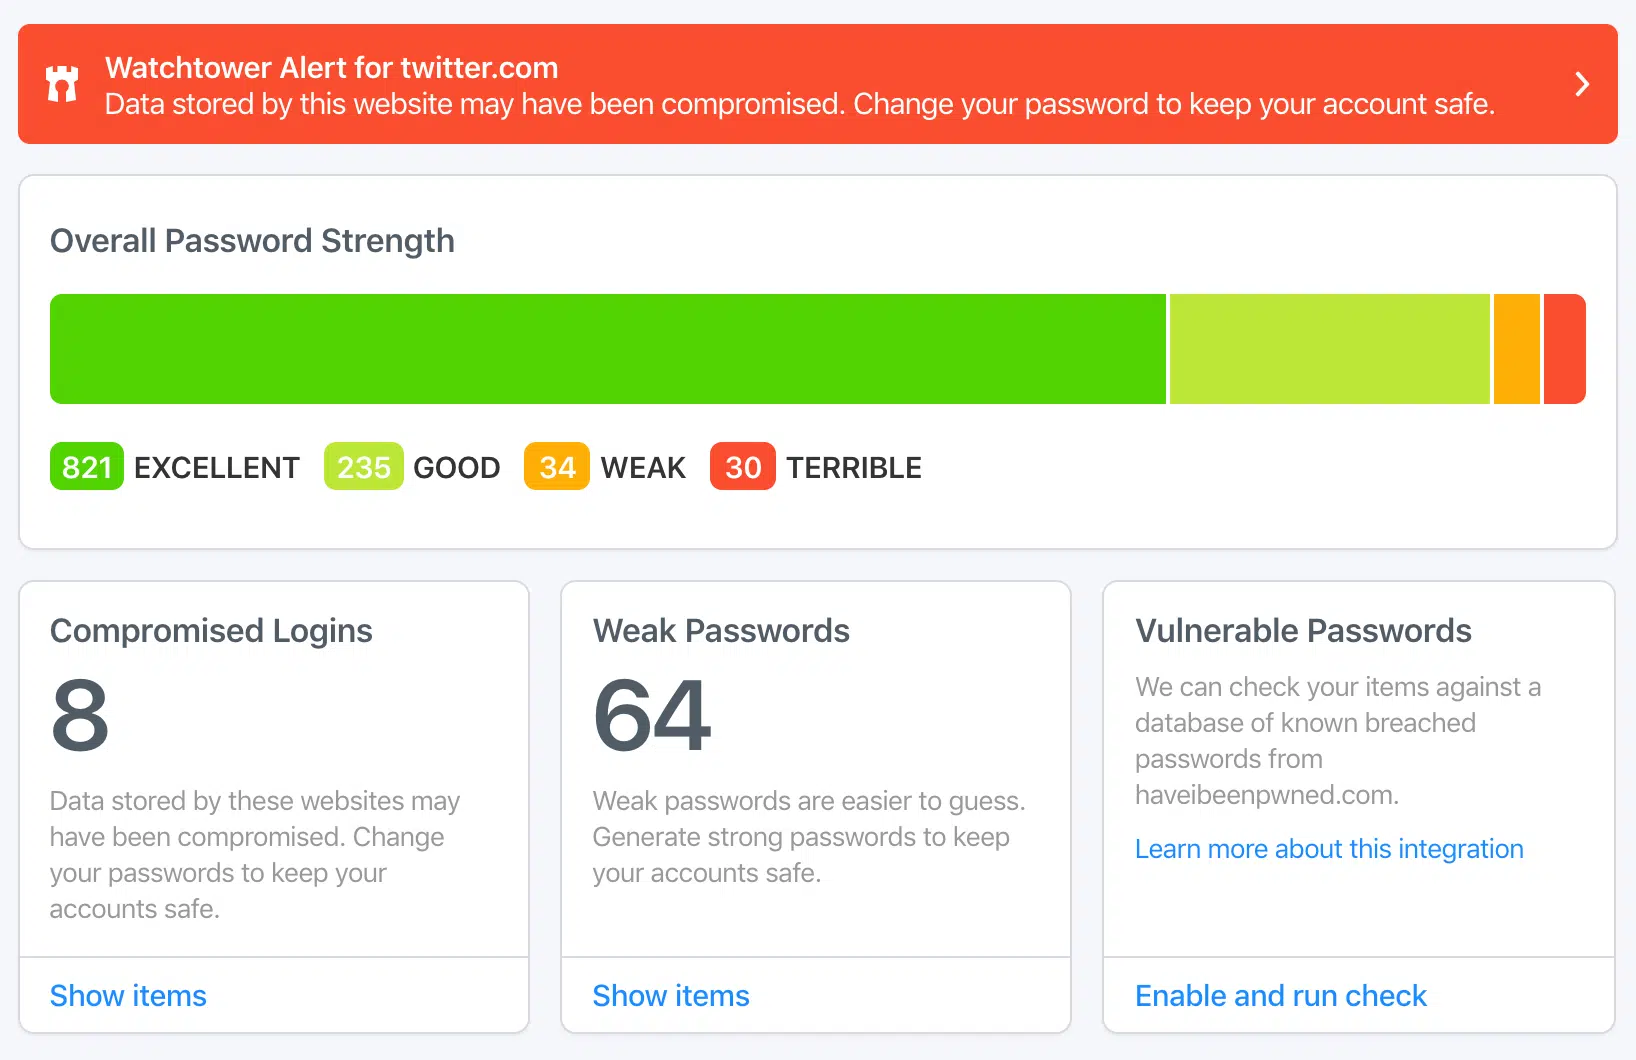 Watchtower Alert for twitter.com
Data stored by this website may have been compromised. Change your password to keep your account safe.
Overall Password Strength
821 EXCELLENT 235 GOOD 34 WEAK 30 TERRIBLE
Compromised Logins
8
Data stored by these websites may
have been compromised. Change
your passwords to keep your
accounts safe.
Show items
Weak Passwords
64
Weak passwords are easier to guess.
Generate strong passwords to keep
your accounts safe.
Show items
Vulnerable Passwords
We can check your items against a
database of known breached
passwords from
haveibeenpwned.com.
Learn more about this integration
Enable and run check